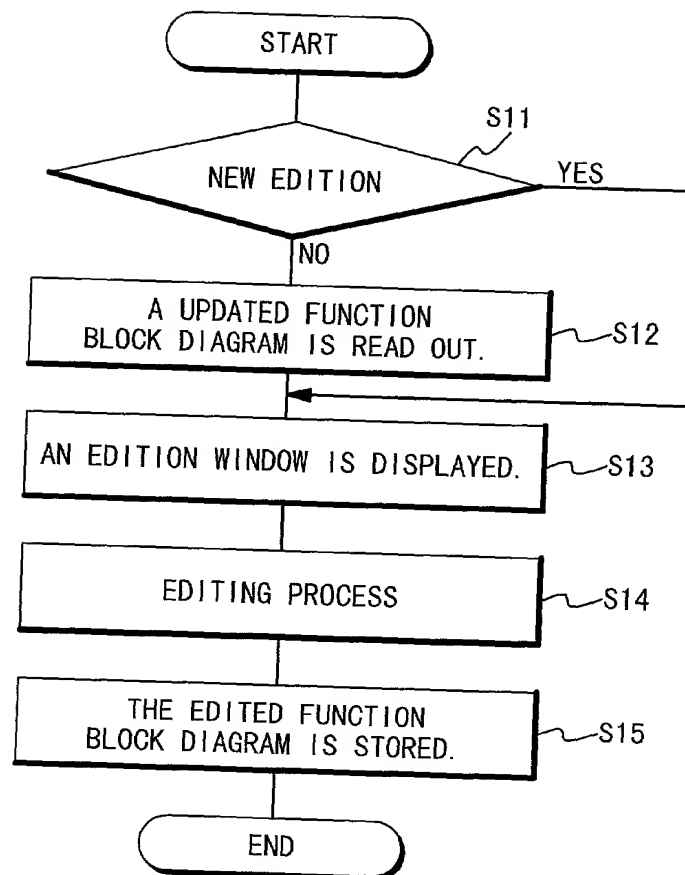 START
S11
NEW EDITION
YES
NO
A UPDATED FUNCTION
BLOCK DIAGRAM IS READ OUT.
S12
AN EDITION WINDOW IS DISPLAYED.
S13
EDITING PROCESS
S14
THE EDITED FUNCTION
BLOCK DIAGRAM IS STORED.
S15
END